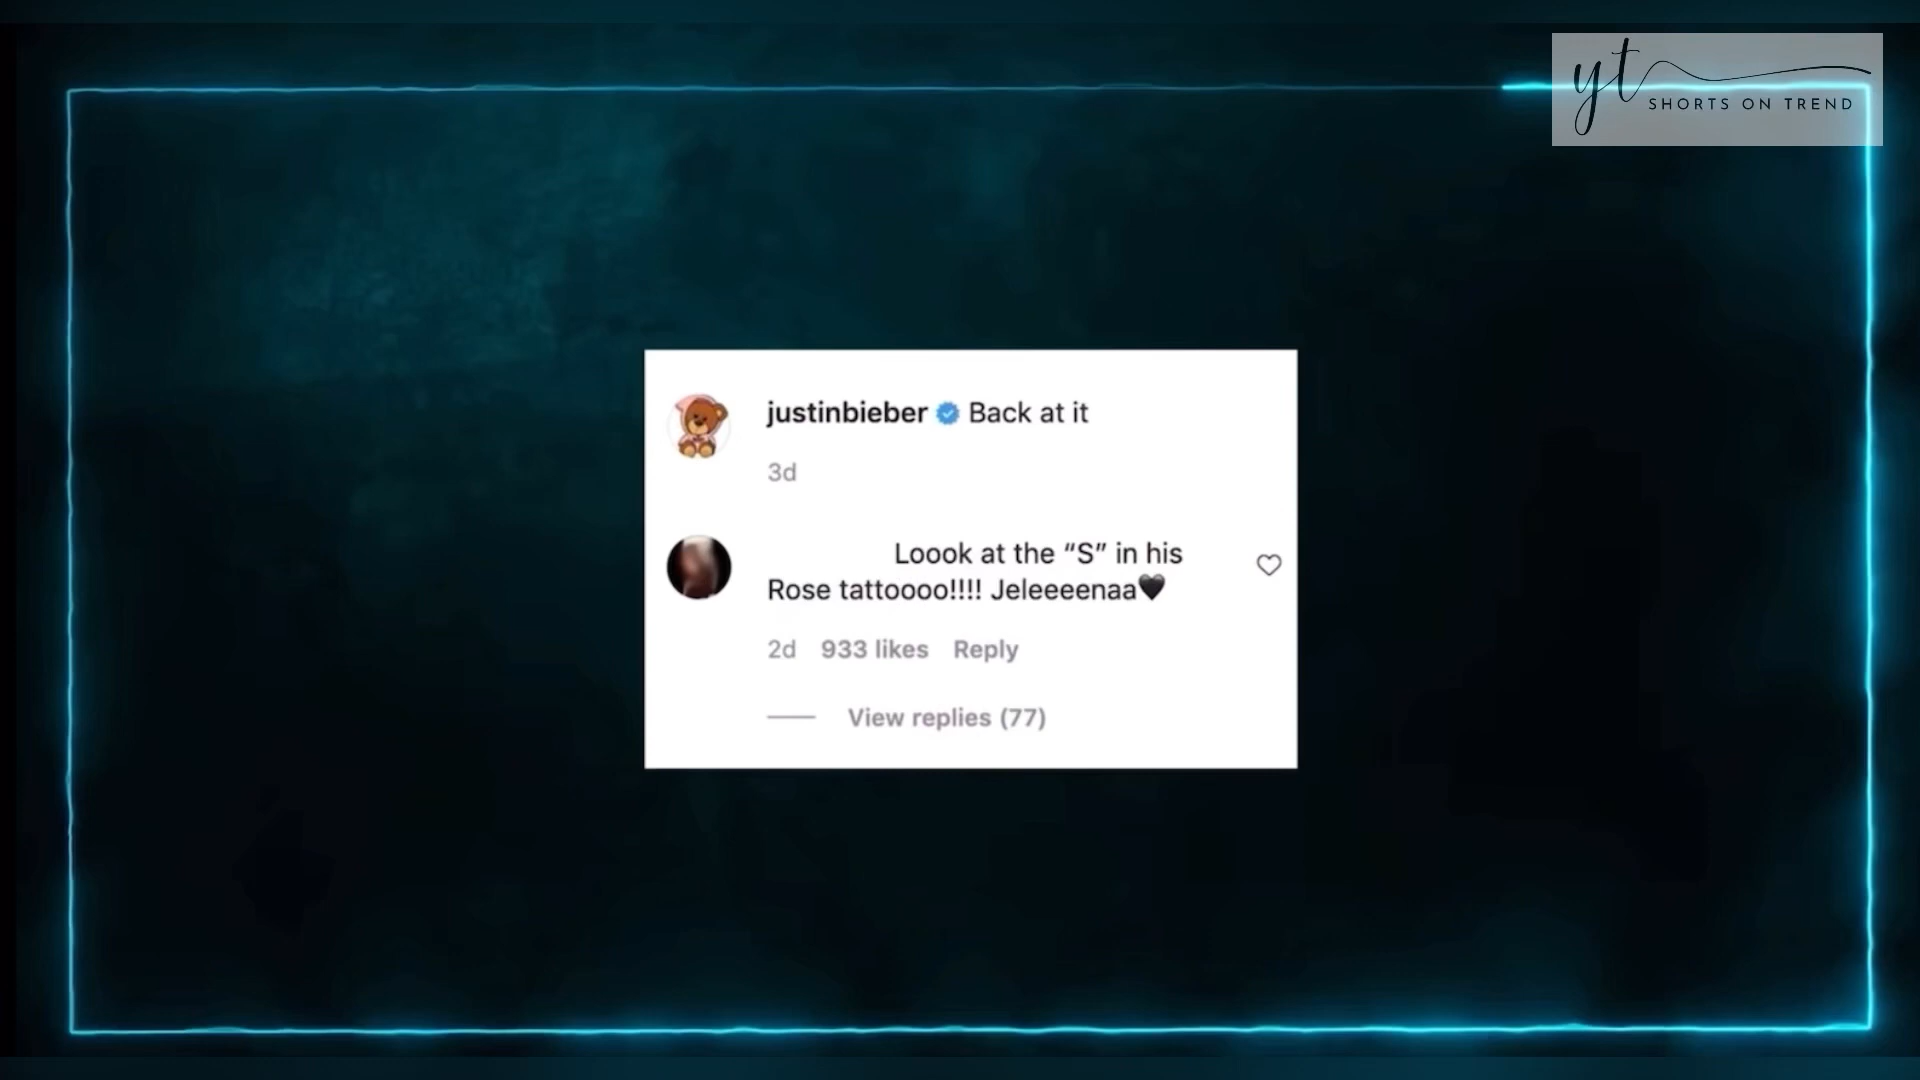 yt
SHORTS ON TREND
justinbieber Back at it
3d
Loook at the “S” in his
Rose tattoooo!!!! Jeleeeenaa🖤
2d 933 likes Reply
View replies (77)